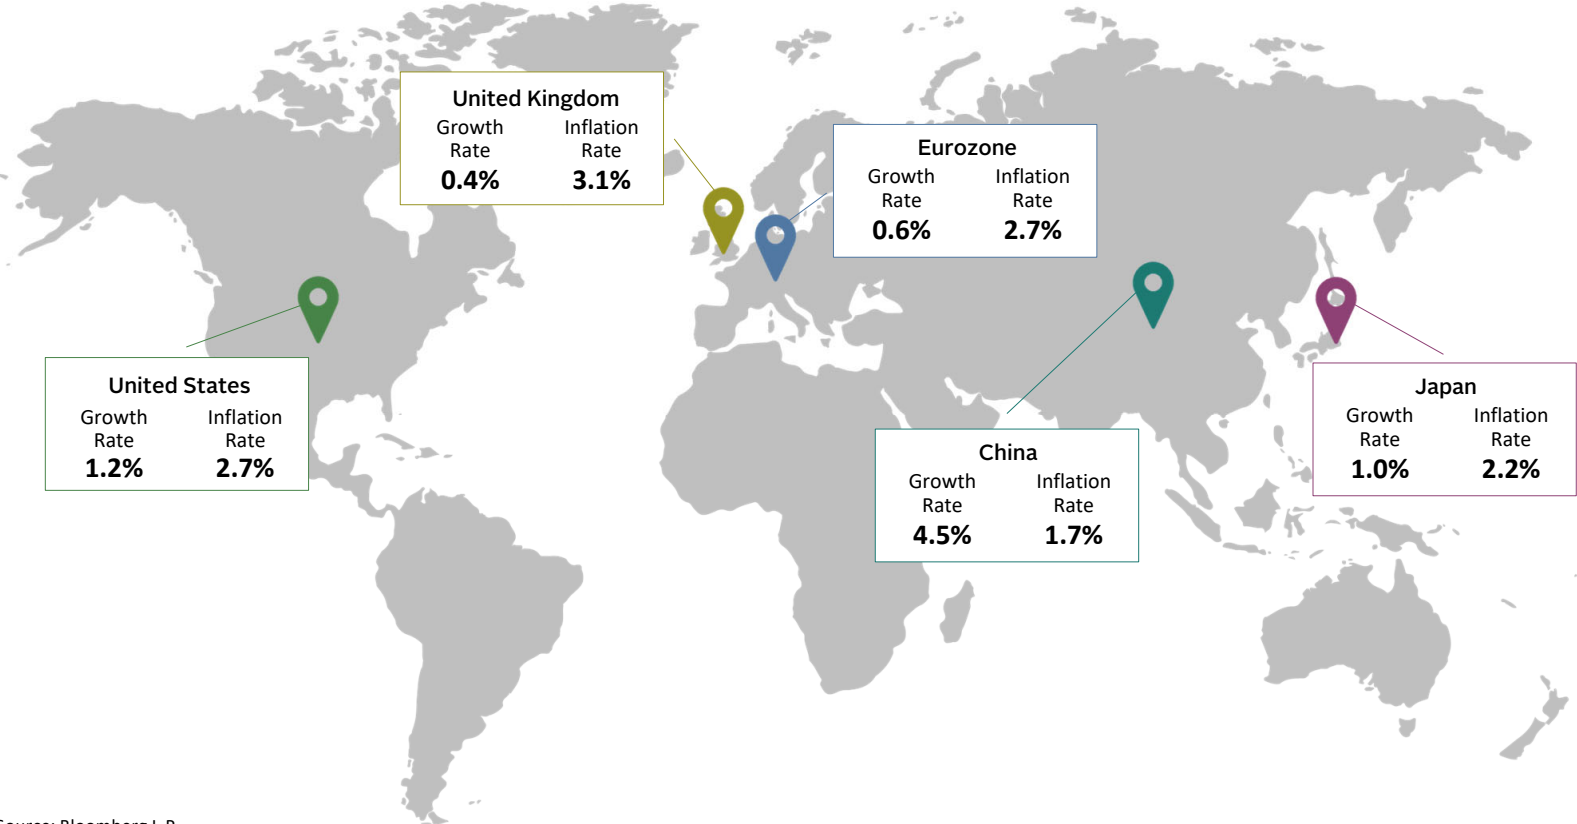 United Kingdom
Growth Inflation
Rate Rate
0.4% 3.1%
Eurozone
Growth Inflation
Rate Rate
0.6% 2.7%
United States
Growth Inflation
Rate Rate
1.2% 2.7%
China
Growth Inflation
Rate Rate
4.5% 1.7%
Japan
Growth Inflation
Rate Rate
1.0% 2.2%
Source: Bloomberg L.P.